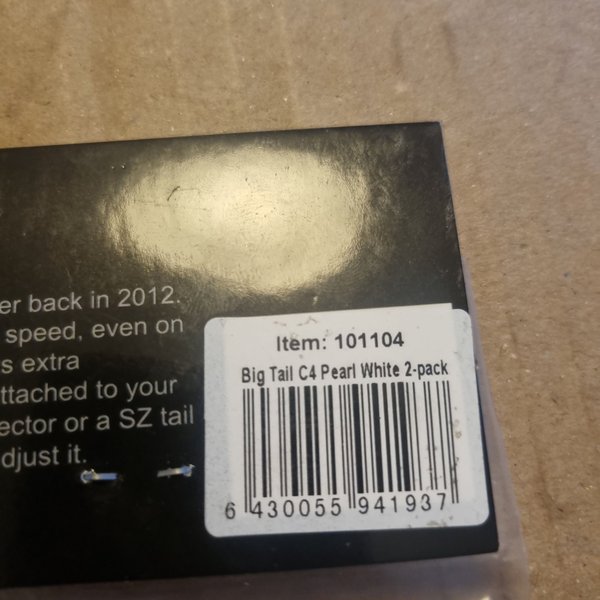 er back in 2012.
speed, even on
s extra
ttached to your
ector or a SZ tail
djust it.
Item: 101104
Big Tail C4 Pearl White 2-pack
6 430055 941937